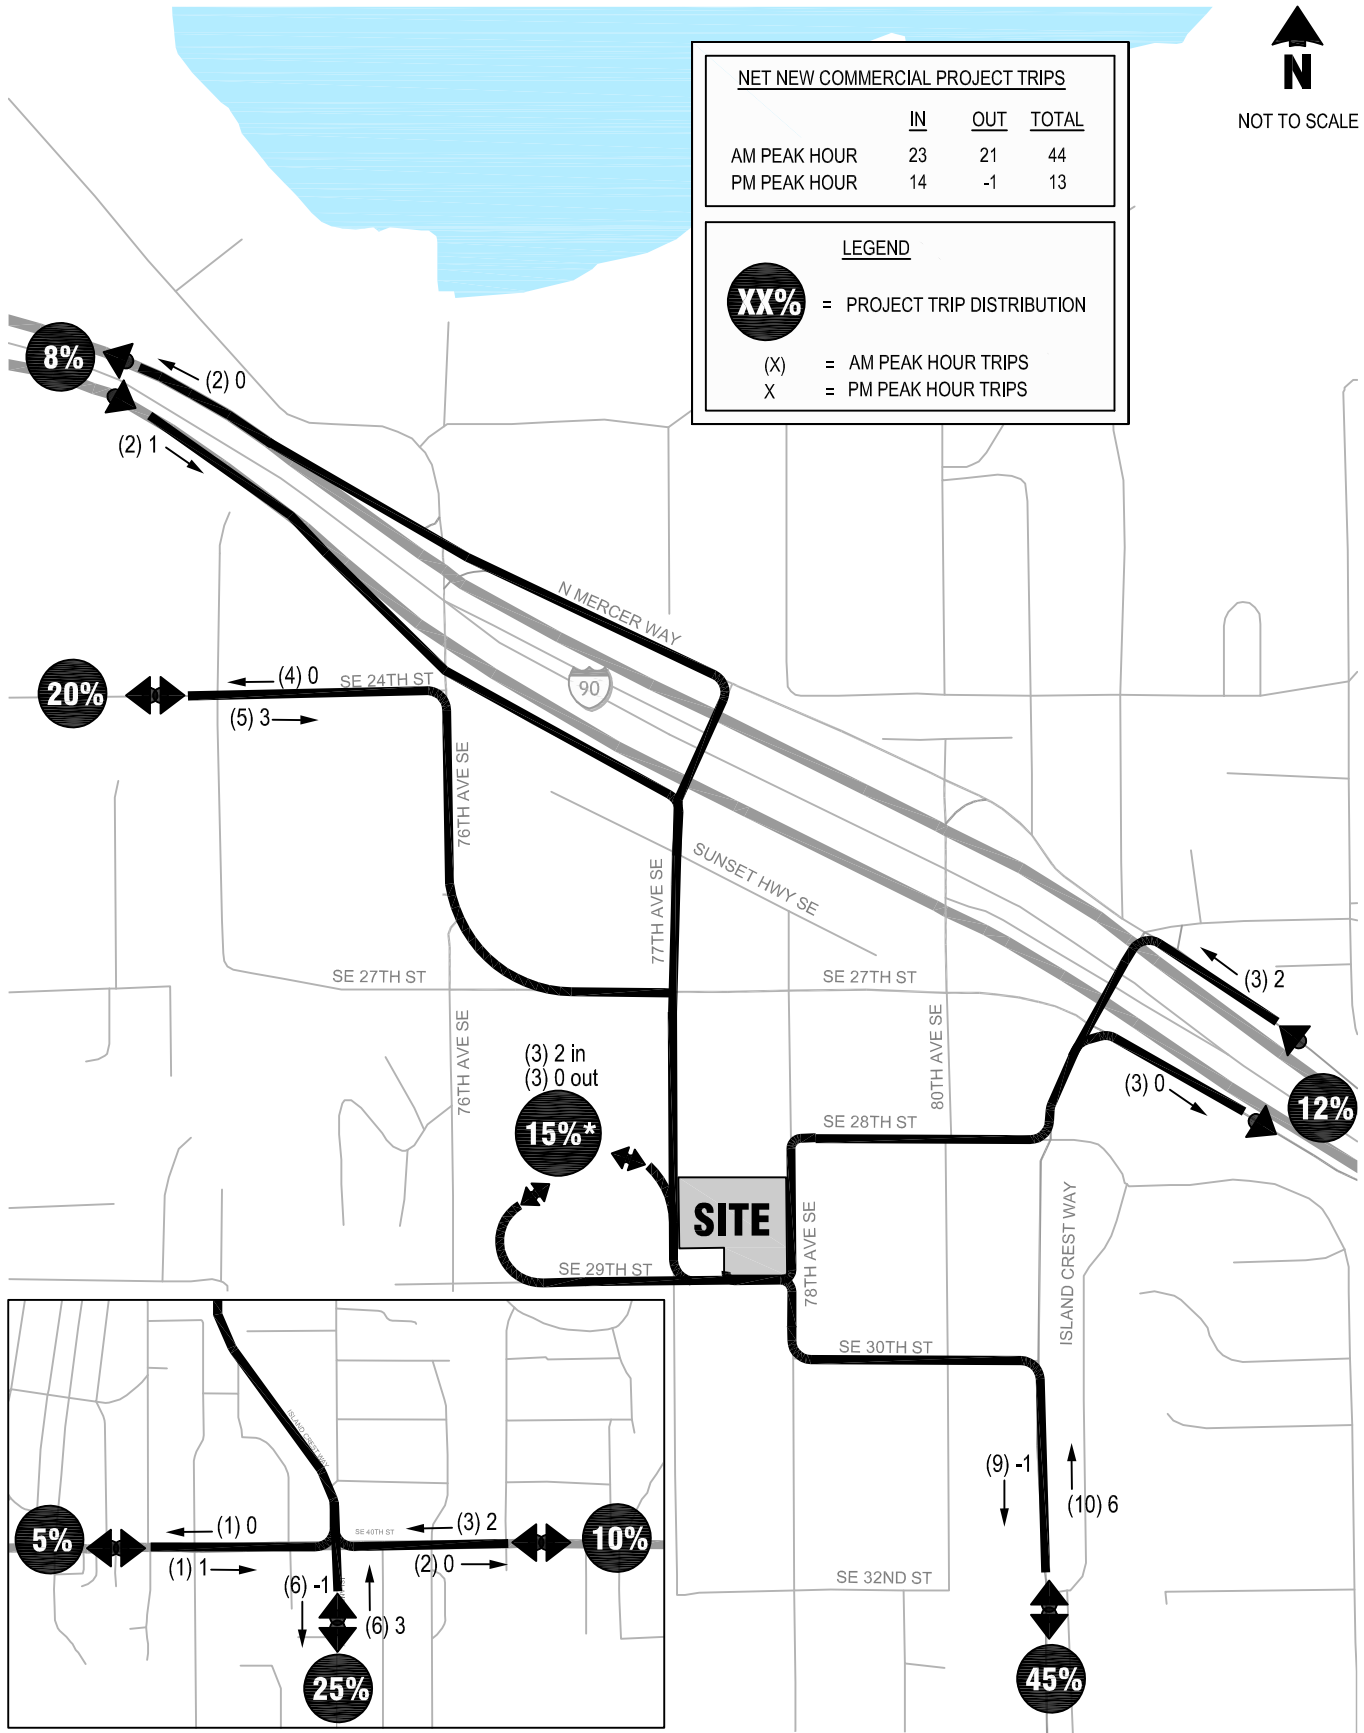 N
NOT TO SCALE
NET NEW COMMERCIAL PROJECT TRIPS
IN OUT TOTAL
AM PEAK HOUR 23 21 44
PM PEAK HOUR 14 -1 13
LEGEND
XX% = PROJECT TRIP DISTRIBUTION
(X) = AM PEAK HOUR TRIPS
X = PM PEAK HOUR TRIPS
8%
(2) 0
(2) 1
N MERCER WAY
90
20%
(4) 0
SE 24TH ST
(5) 3
76TH AVE SE
77TH AVE SE
SUNSET HWY SE
SE 27TH ST
SE 27TH ST
(3) 2
76TH AVE SE
80TH AVE SE
(3) 2 in
(3) 0 out
15%*
(3) 0
12%
SE 28TH ST
SITE
78TH AVE SE
ISLAND CREST WAY
SE 29TH ST
SE 30TH ST
(9) -1
(10) 6
SE 32ND ST
45%
ISLAND CREST WAY
5%
(1) 0
(1) 1
SE 40TH ST
(3) 2
(2) 0
10%
(6) -1
(6) 3
25%